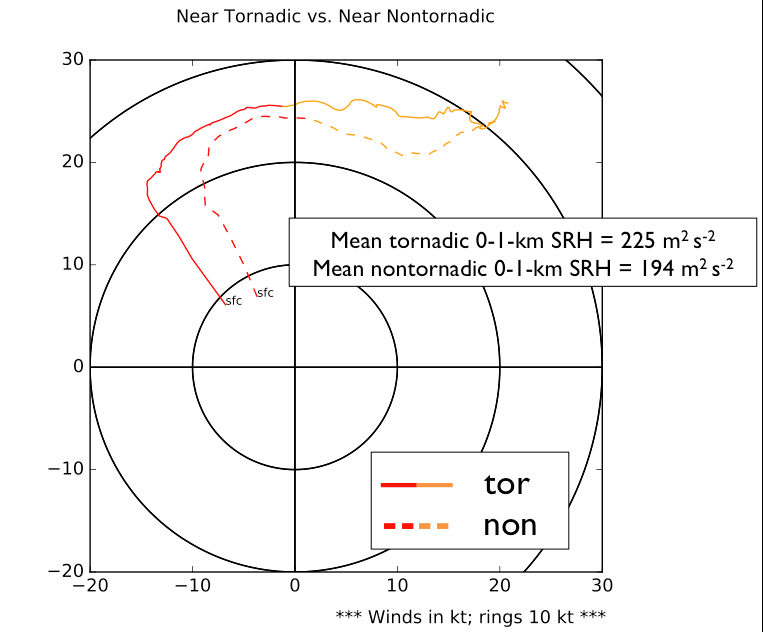 Near Tornadic vs. Near Nontornadic
30
20
10
0
−10
−20
−20 −10 0 10 20 30
sfc
sfc
Mean tornadic 0-1-km SRH = 225 m² s⁻²
Mean nontornadic 0-1-km SRH = 194 m² s⁻²
tor
non
*** Winds in kt; rings 10 kt ***